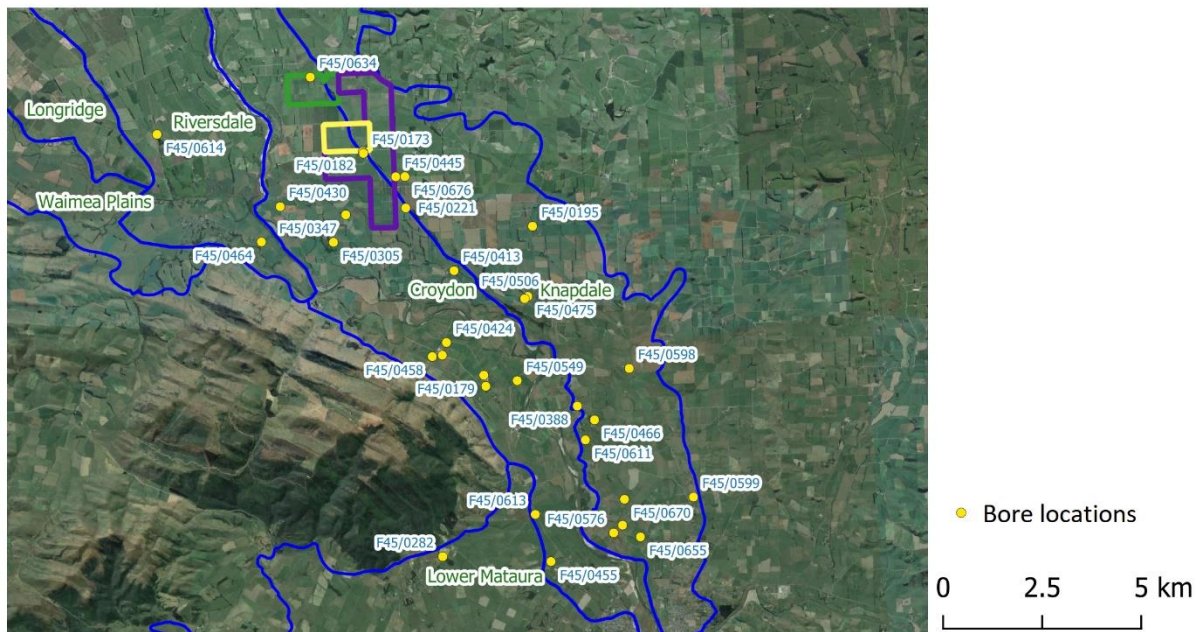 F45/0634
Longridge
Riversdale
F45/0614
F45/0173
F45/0182
F45/0445
F45/0676
F45/0430
Waimea Plains
F45/0221
F45/0195
F45/0347
F45/0464
F45/0305
F45/0413
F45/0506
Croydon
Knapdale
F45/0475
F45/0424
F45/0598
F45/0458
F45/0549
F45/0179
F45/0388
F45/0466
F45/0611
F45/0599
F45/0613
F45/0576
F45/0670
F45/0282
F45/0655
Lower Mataura
F45/0455
Bore locations
0 2.5 5 km